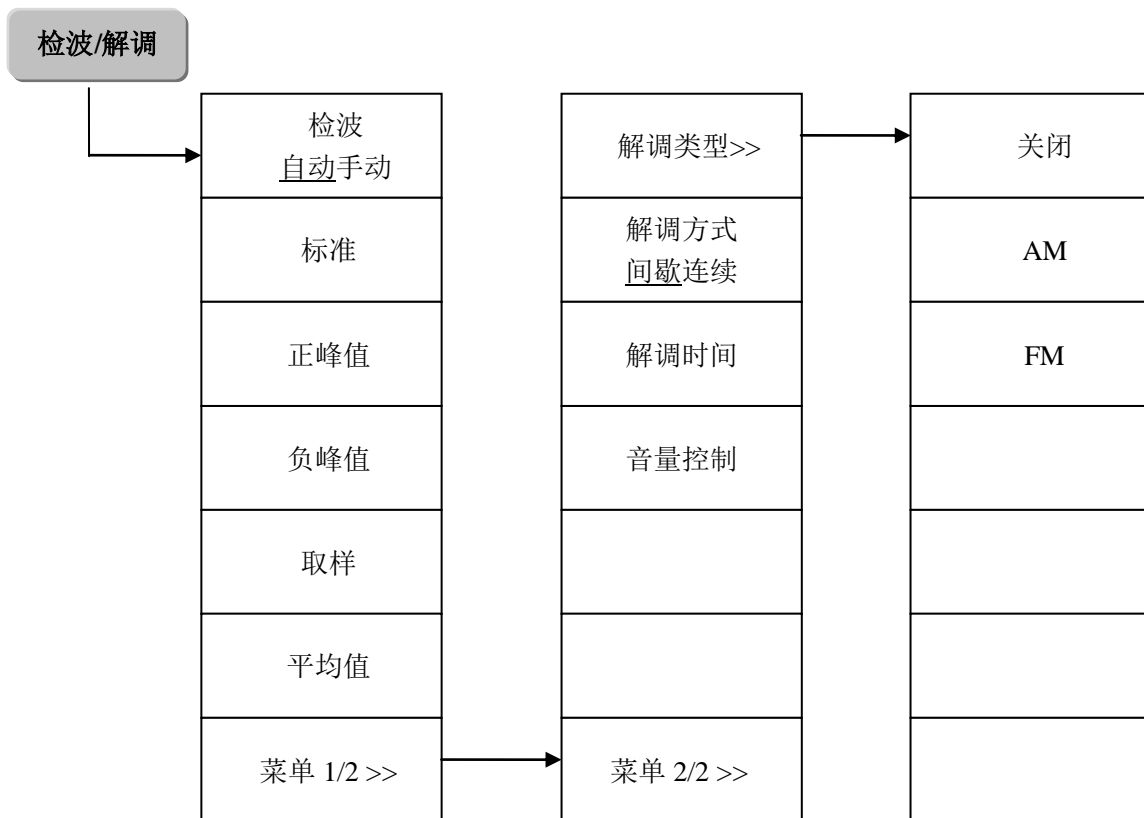 检波/解调
检波
自动手动
标准
正峰值
负峰值
取样
平均值
菜单 1/2 >>
解调类型>>
解调方式
间歇连续
解调时间
音量控制
菜单 2/2 >>
关闭
AM
FM